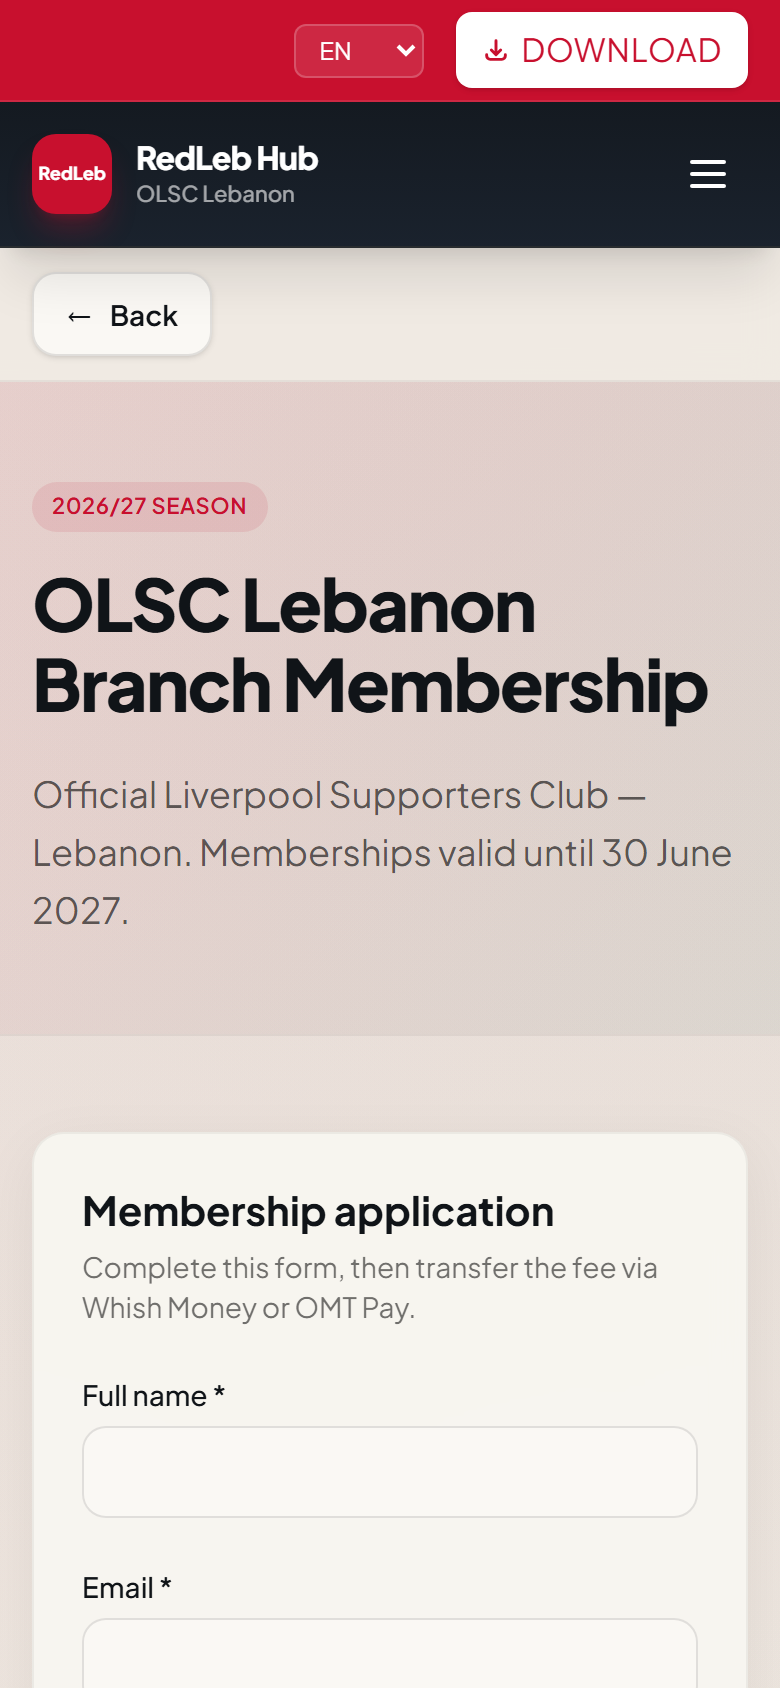 EN
DOWNLOAD
RedLeb
RedLeb Hub
OLSC Lebanon
← Back
2026/27 SEASON
OLSC Lebanon
Branch Membership
Official Liverpool Supporters Club —
Lebanon. Memberships valid until 30 June
2027.
Membership application
Complete this form, then transfer the fee via
Whish Money or OMT Pay.
Full name *
Email *